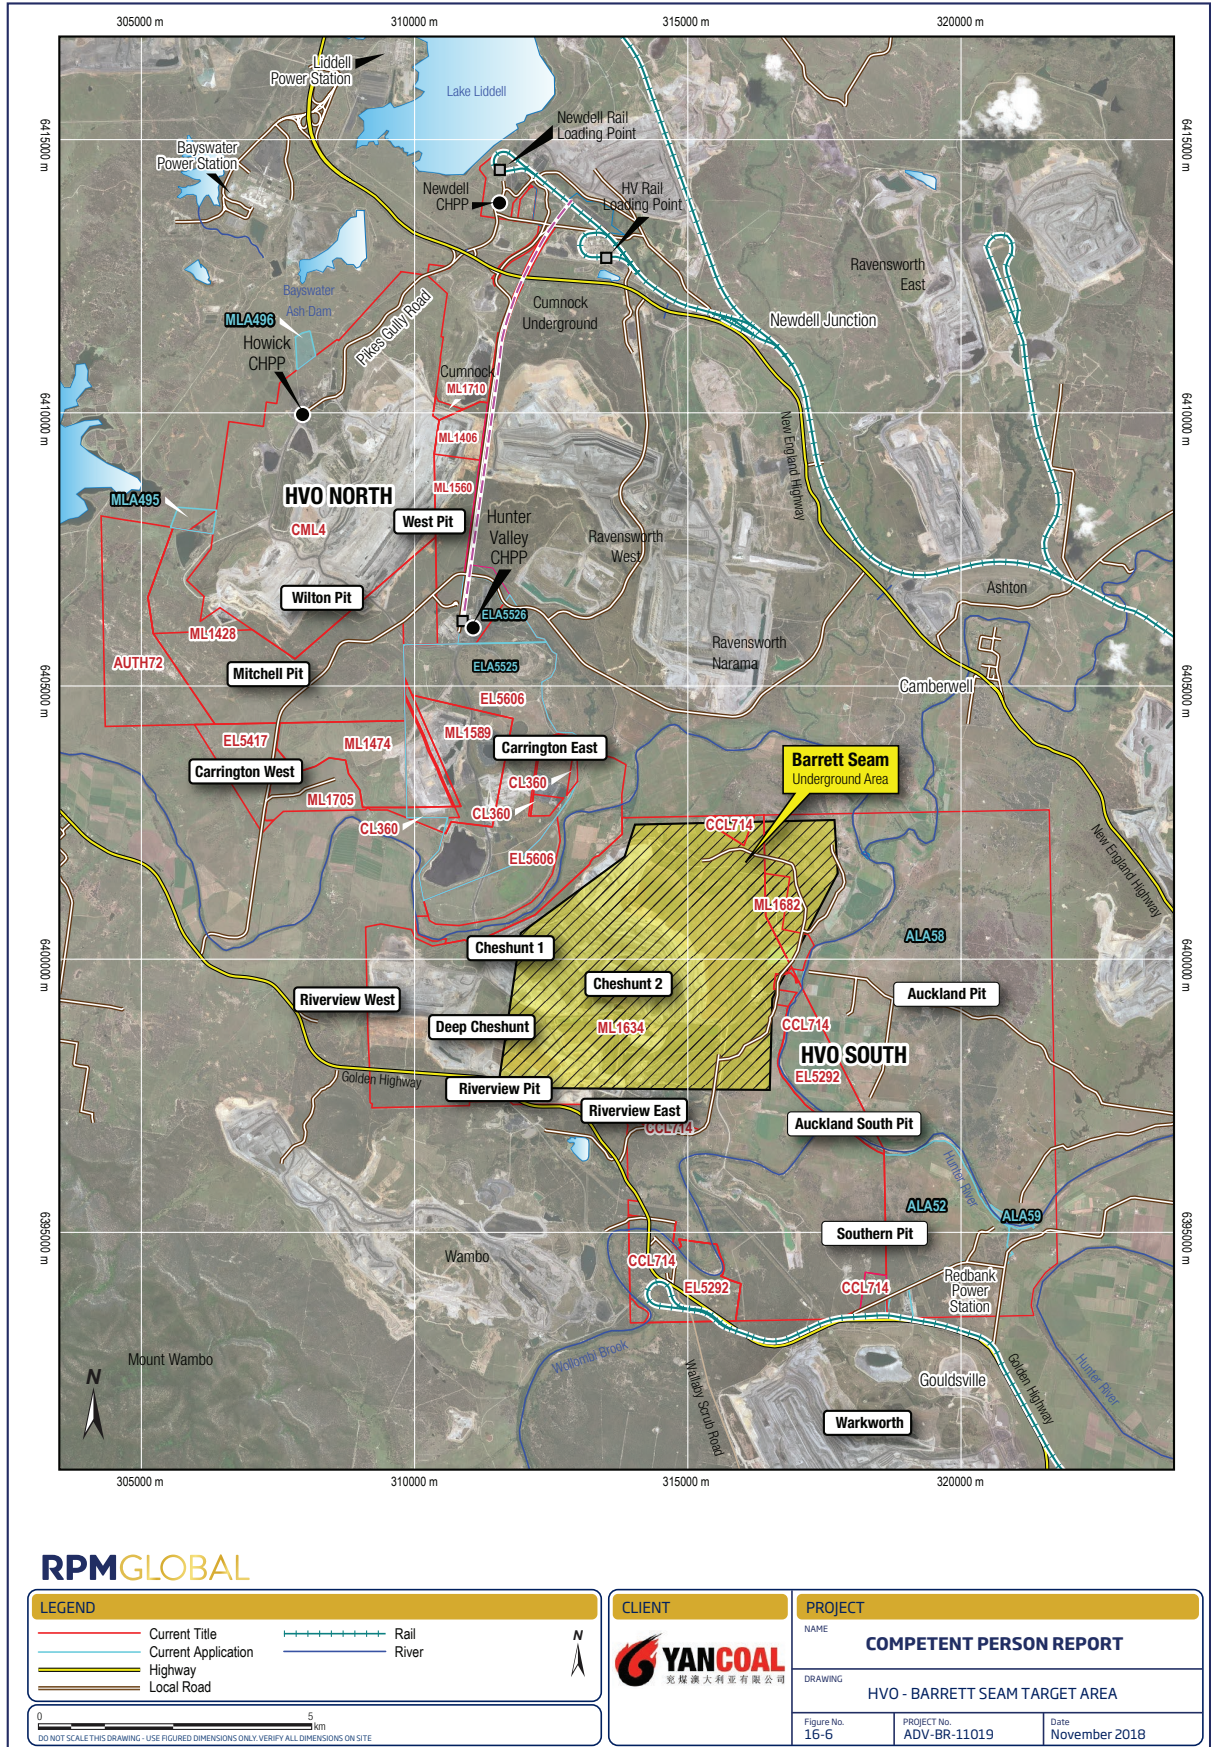 305000 m
310000 m
315000 m
320000 m
6415000 m
6410000 m
6405000 m
6400000 m
6395000 m
6415000 m
6410000 m
6405000 m
6400000 m
6395000 m
Liddell
Power Station
Lake Liddell
Newdell Rail
Loading Point
Bayswater
Power Station
Newdell
CHPP
HV Rail
Loading Point
Ravensworth
East
Bayswater
Ash Dam
MLA496
Howick
CHPP
Pikes Gully Road
Cumnock
Underground
Newdell Junction
Cumnock
ML1710
New England Highway
ML1406
ML1560
MLA495
HVO NORTH
CML4
West Pit
Hunter
Valley
CHPP
Ravensworth
West
Wilton Pit
ELA5526
Ashton
ML1428
AUTH72
Mitchell Pit
ELA5525
Ravensworth
Narama
Camberwell
EL5606
EL5417
ML1474
ML1589
Carrington East
Barrett Seam
Underground Area
Carrington West
CL360
ML1705
CL360
CL360
CCL714
EL5606
New England Highway
ML1682
ALA58
Cheshunt 1
Cheshunt 2
Auckland Pit
Riverview West
Deep Cheshunt
ML1634
CCL714
HVO SOUTH
EL5292
Golden Highway
Riverview Pit
Riverview East
CCL714
Auckland South Pit
Hunter River
ALA52
ALA59
Southern Pit
Wambo
CCL714
EL5292
CCL714
Redbank
Power
Station
Wollombi Brook
Mount Wambo
N
Wallaby Scrub Road
Gouldsville
Golden Highway
Hunter River
Warkworth
305000 m
310000 m
315000 m
320000 m
RPMGLOBAL
LEGEND
Current Title
Current Application
Highway
Local Road
Rail
River
N
0
5
km
DO NOT SCALE THIS DRAWING - USE FIGURED DIMENSIONS ONLY. VERIFY ALL DIMENSIONS ON SITE
CLIENT
YANCOAL
兖煤澳大利亚有限公司
PROJECT
NAME
COMPETENT PERSON REPORT
DRAWING
HVO - BARRETT SEAM TARGET AREA
Figure No.
16-6
PROJECT No.
ADV-BR-11019
Date
November 2018